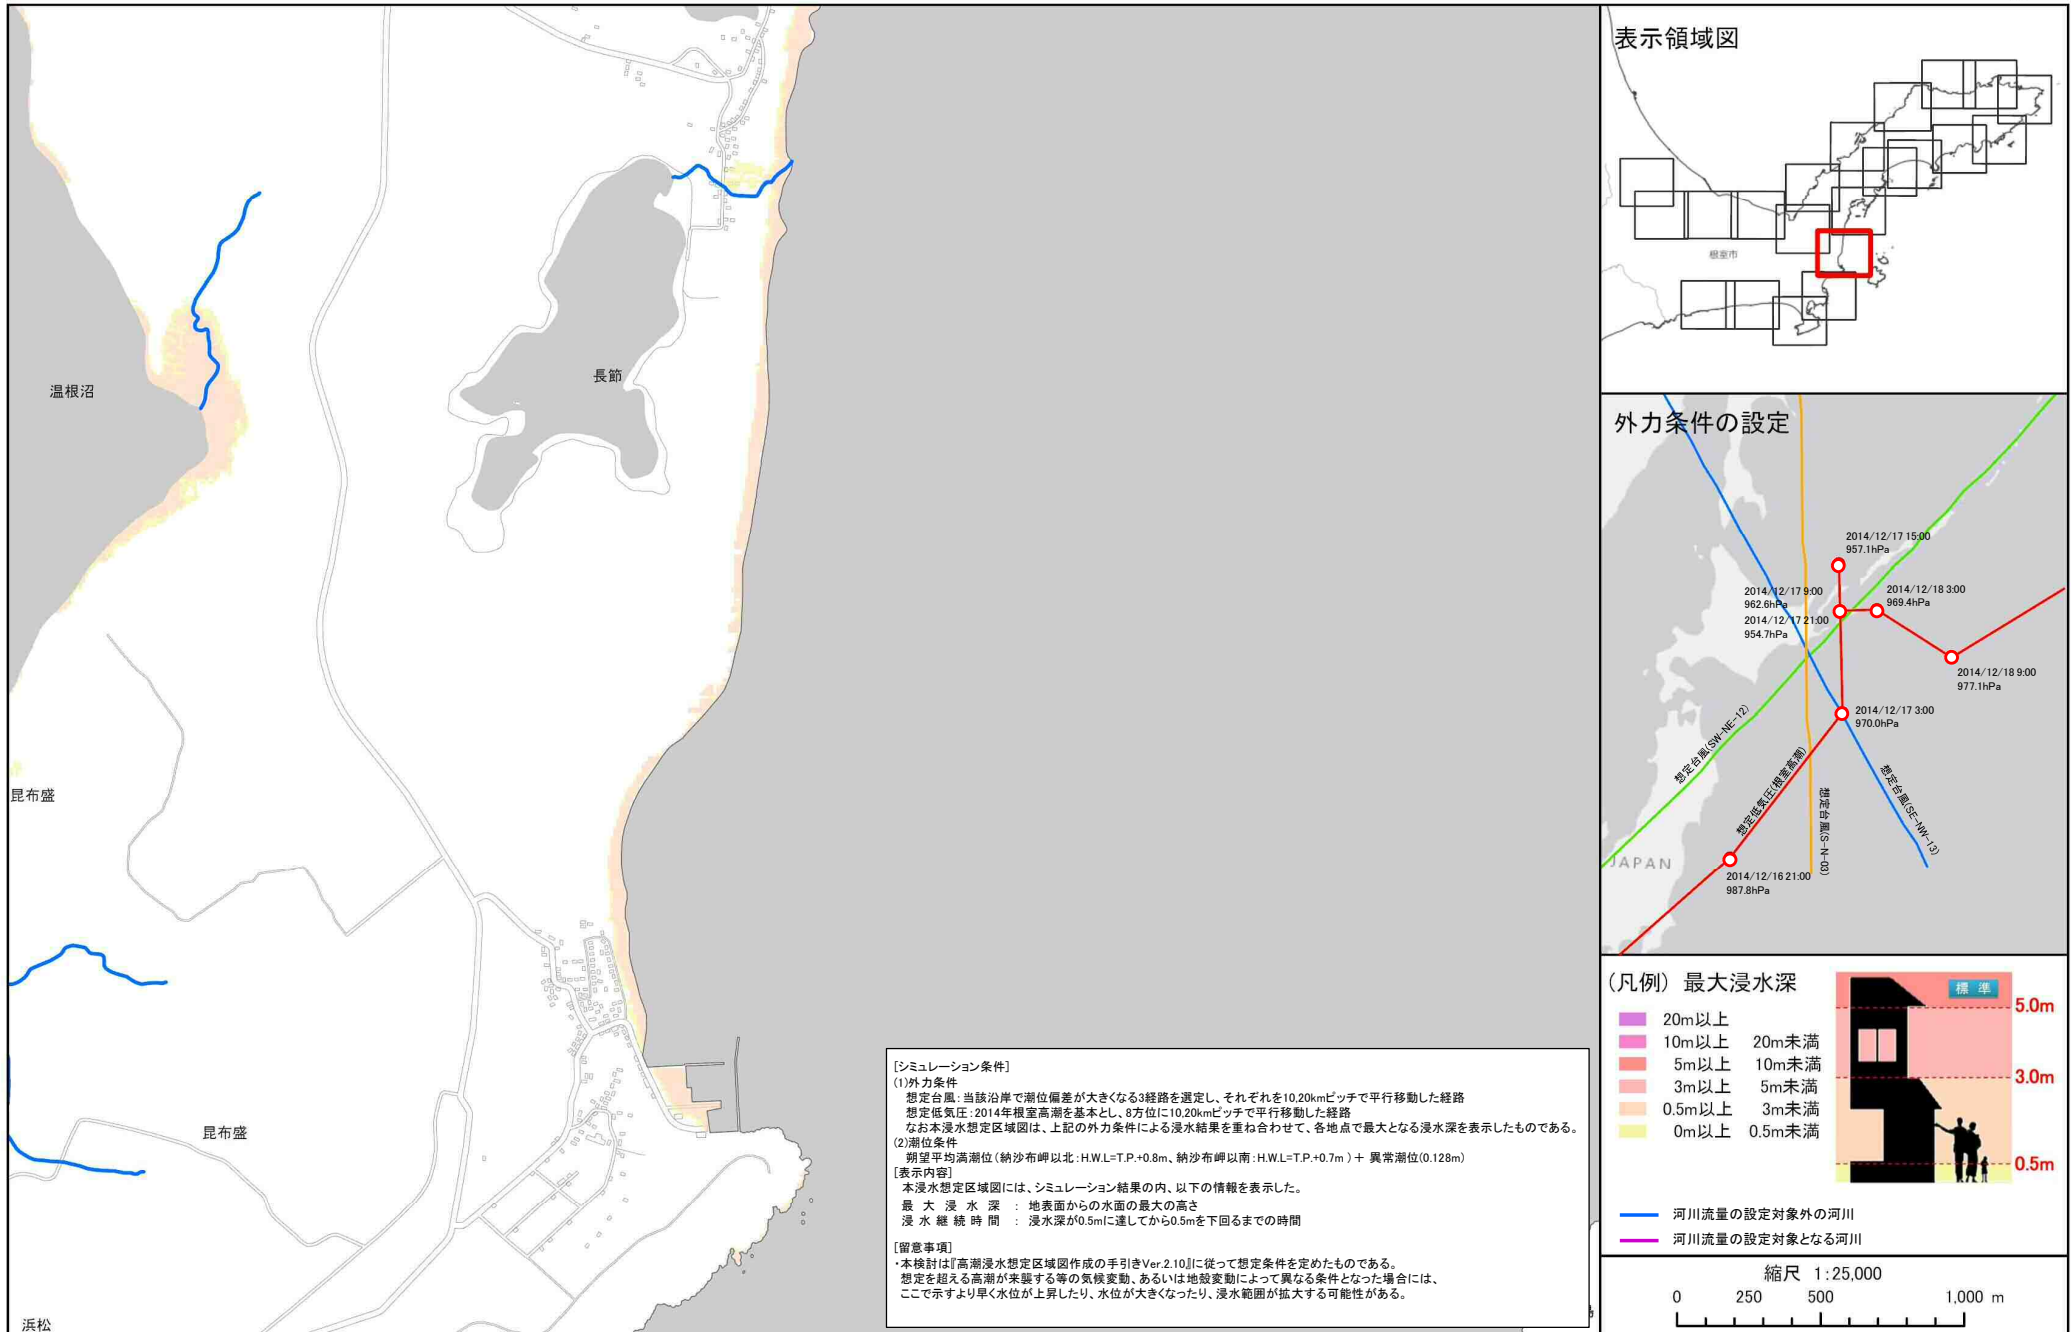 長節
温根沼
昆布盛
昆布盛
浜松
[シミュレーション条件]
(1)外力条件
想定台風:当該沿岸で潮位偏差が大きくなる3経路を選定し、それぞれを10,20kmピッチで平行移動した経路
想定低気圧:2014年根室高潮を基本とし、8方位に10,20kmピッチで平行移動した経路
なお本浸水想定区域図は、上記の外力条件による浸水結果を重ね合わせて、各地点で最大となる浸水深を表示したものである。
(2)潮位条件
朔望平均満潮位(納沙布岬以北:H.W.L=T.P.+0.8m、納沙布岬以南:H.W.L=T.P.+0.7m )+ 異常潮位(0.128m)
[表示内容]
本浸水想定区域図には、シミュレーション結果の内、以下の情報を表示した。
最 大 浸 水 深 : 地表面からの水面の最大の高さ
浸 水 継 続 時 間 : 浸水深が0.5mに達してから0.5mを下回るまでの時間
[留意事項]
・本検討は『高潮浸水想定区域図作成の手引きVer.2.10』に従って想定条件を定めたものである。
想定を超える高潮が来襲する等の気候変動、あるいは地殻変動によって異なる条件となった場合には、
ここで示すより早く水位が上昇したり、水位が大きくなったり、浸水範囲が拡大する可能性がある。
表示領域図
根室市
外力条件の設定
2014/12/17 15:00
957.1hPa
2014/12/17 9:00
962.6hPa
2014/12/17 21:00
954.7hPa
2014/12/18 3:00
969.4hPa
2014/12/18 9:00
977.1hPa
2014/12/17 3:00
970.0hPa
想定台風(SW-NE-12)
想定低気圧(根室高潮)
想定台風(S-N-03)
想定台風(SE-NW-13)
JAPAN
2014/12/16 21:00
987.8hPa
(凡例) 最大浸水深
標 準
20m以上
10m以上 20m未満
5m以上 10m未満
3m以上 5m未満
0.5m以上 3m未満
0m以上 0.5m未満
5.0m
3.0m
0.5m
河川流量の設定対象外の河川
河川流量の設定対象となる河川
縮尺 1:25,000
0 250 500 1,000 m